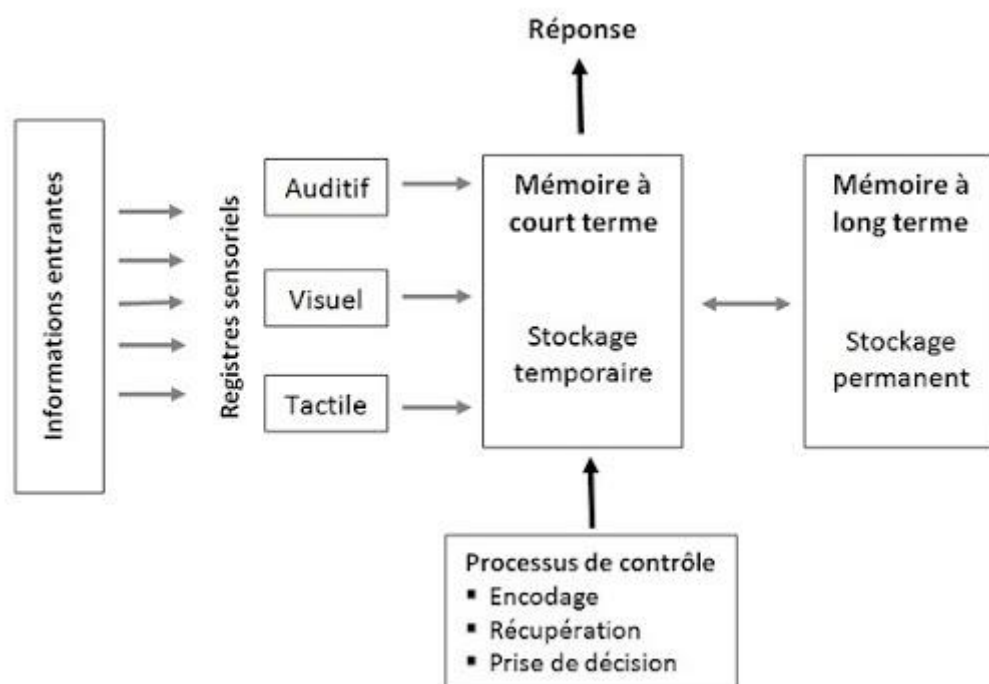 Réponse
Informations entrantes
Registres sensoriels
Auditif
Visuel
Tactile
Mémoire à
court terme
Stockage
temporaire
Mémoire à
long terme
Stockage
permanent
Processus de contrôle
▪ Encodage
▪ Récupération
▪ Prise de décision